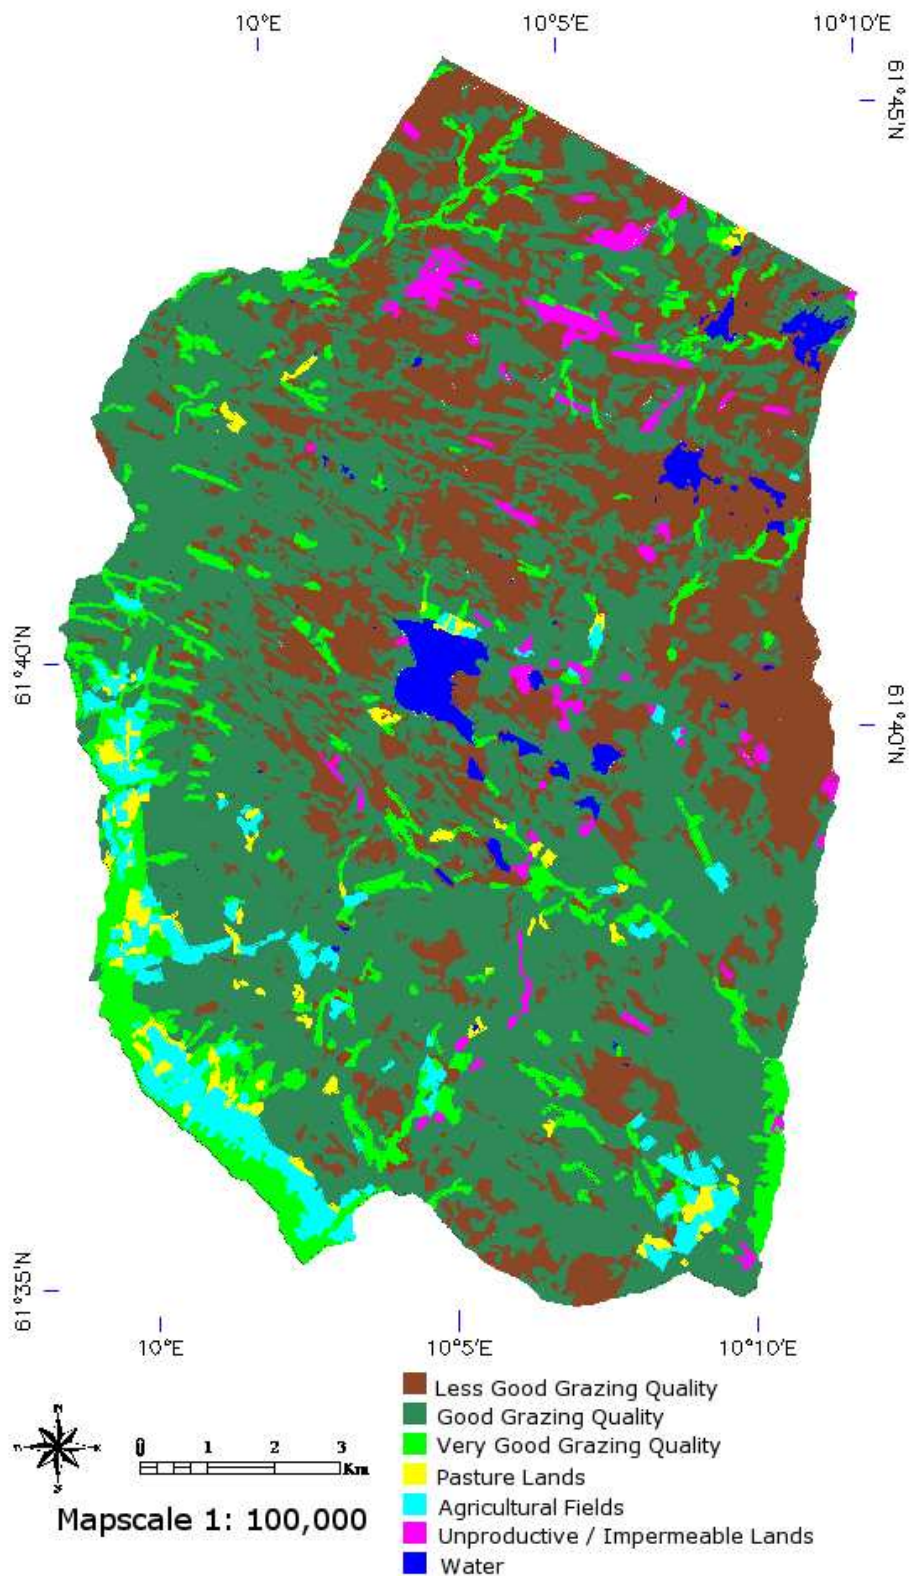 10°E 10°5'E 10°10'E
61°45'N
61°40'N
61°40'N
61°35'N
10°E 10°5'E 10°10'E
N
S
0 1 2 3
Km
Mapscale 1: 100,000
Less Good Grazing Quality
Good Grazing Quality
Very Good Grazing Quality
Pasture Lands
Agricultural Fields
Unproductive / Impermeable Lands
Water